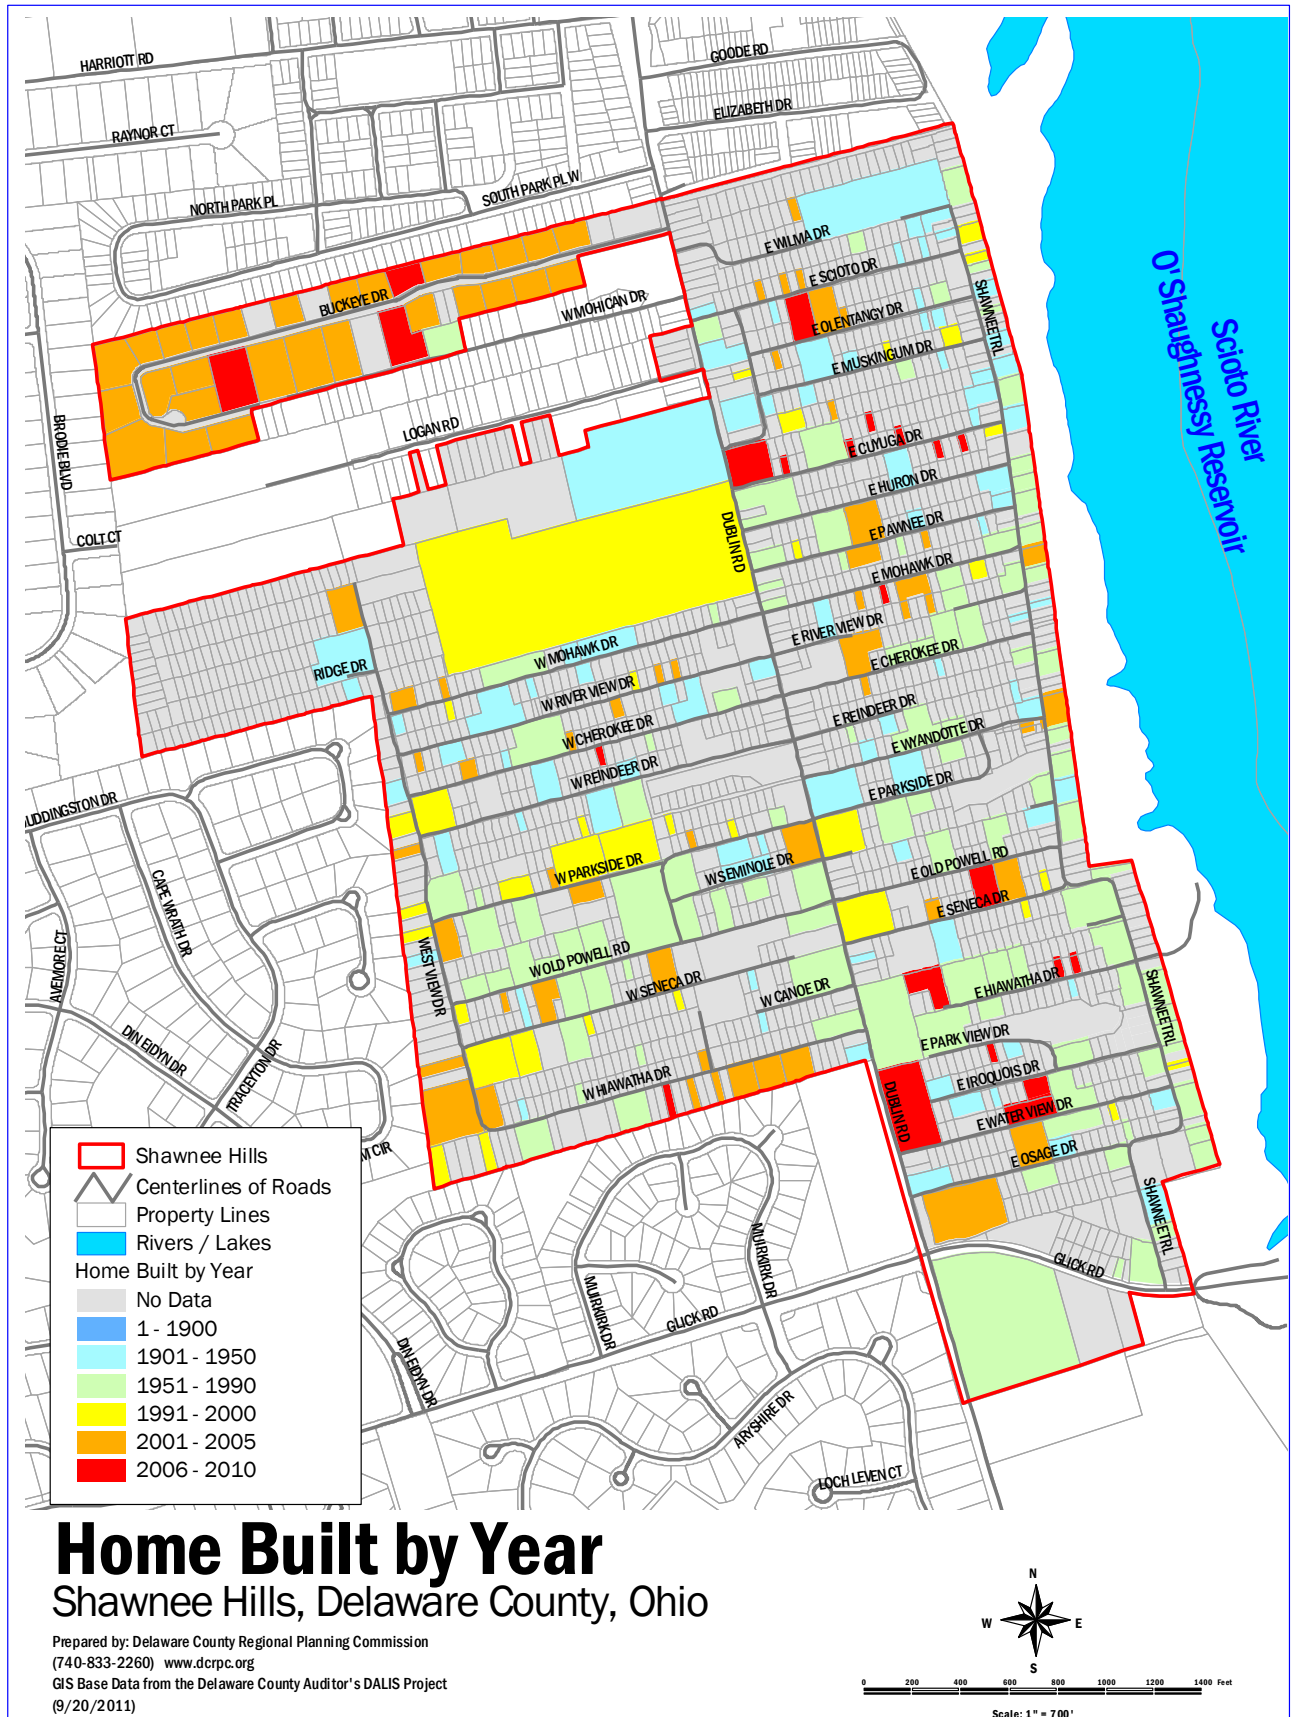 HARRIOTT RD
GOODE RD
ELIZABETH DR
RAYNOR CT
NORTH PARK PL
SOUTH PARK PL W
E WILMA DR
E SCIOTO DR
BUCKEYE DR
W MOHICAN DR
E OLENTANGY DR
SHAWNEE TRL
E MUSKINGUM DR
O'Shaughnessy Reservoir
Scioto River
BRODIE BLVD
LOGAN RD
E CUYUGA DR
E HURON DR
COLT CT
DUBLIN RD
E PAWNEE DR
E MOHAWK DR
E RIVER VIEW DR
W MOHAWK DR
RIDGE DR
E CHEROKEE DR
W RIVER VIEW DR
E REINDEER DR
W CHEROKEE DR
E WYANDOTTE DR
W REINDEER DR
E PARKSIDE DR
UDDINGSTON DR
W PARKSIDE DR
W SEMINOLE DR
E OLD POWELL RD
CAPE WRATH DR
E SENECA DR
AVEMORE CT
WEST VIEW DR
W OLD POWELL RD
W SENECA DR
W CANOE DR
E HIAWATHA DR
SHAWNEE TRL
DIN EIDYN DR
TRACEYTON DR
E PARK VIEW DR
W HIAWATHA DR
E IROQUOIS DR
DUBLIN RD
E WATER VIEW DR
M CIR
E OSAGE DR
SHAWNEE TRL
MUIRKIRK DR
GLICK RD
MUIRKIRK DR
GLICK RD
DIN EIDYN DR
ARYSHIRE DR
LOCH LEVEN CT
Shawnee Hills
Centerlines of Roads
Property Lines
Rivers / Lakes
Home Built by Year
No Data
1 - 1900
1901 - 1950
1951 - 1990
1991 - 2000
2001 - 2005
2006 - 2010
Home Built by Year
Shawnee Hills, Delaware County, Ohio
Prepared by: Delaware County Regional Planning Commission
(740-833-2260) www.dcrpc.org
GIS Base Data from the Delaware County Auditor's DALIS Project
(9/20/2011)
N
W E
S
0 200 400 600 800 1000 1200 1400 Feet
Scale: 1" = 700'